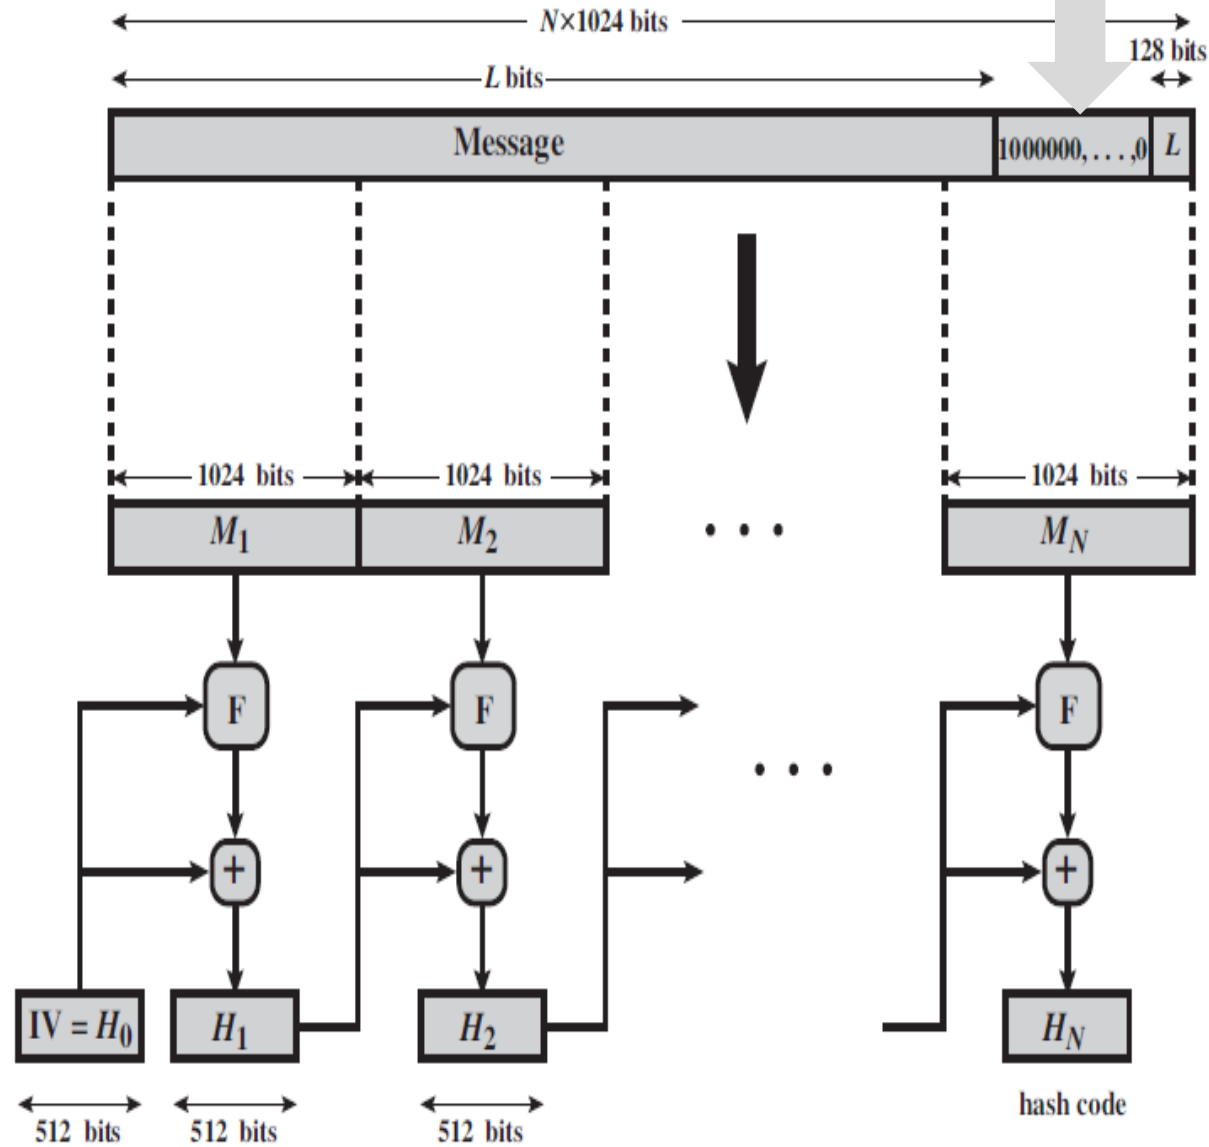 N×1024 bits
128 bits
L bits
Message 1000000, . . . ,0 L
1024 bits 1024 bits 1024 bits
M1 M2 . . . MN
F F F
. . .
+ + +
IV = H0 H1 H2 HN
hash code
512 bits 512 bits 512 bits